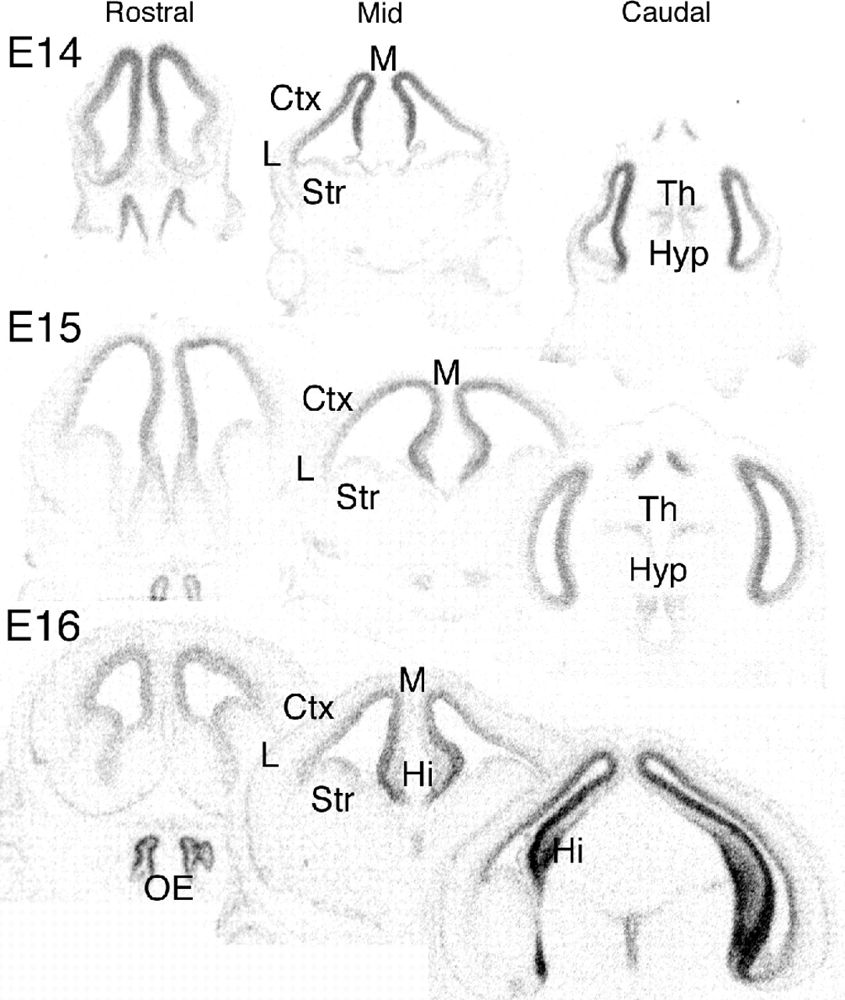 Rostral Mid Caudal
E14
M
Ctx
L
Str
Th
Hyp
E15
M
Ctx
L
Str
Th
Hyp
E16
M
Ctx
L
Hi
Str
Hi
OE